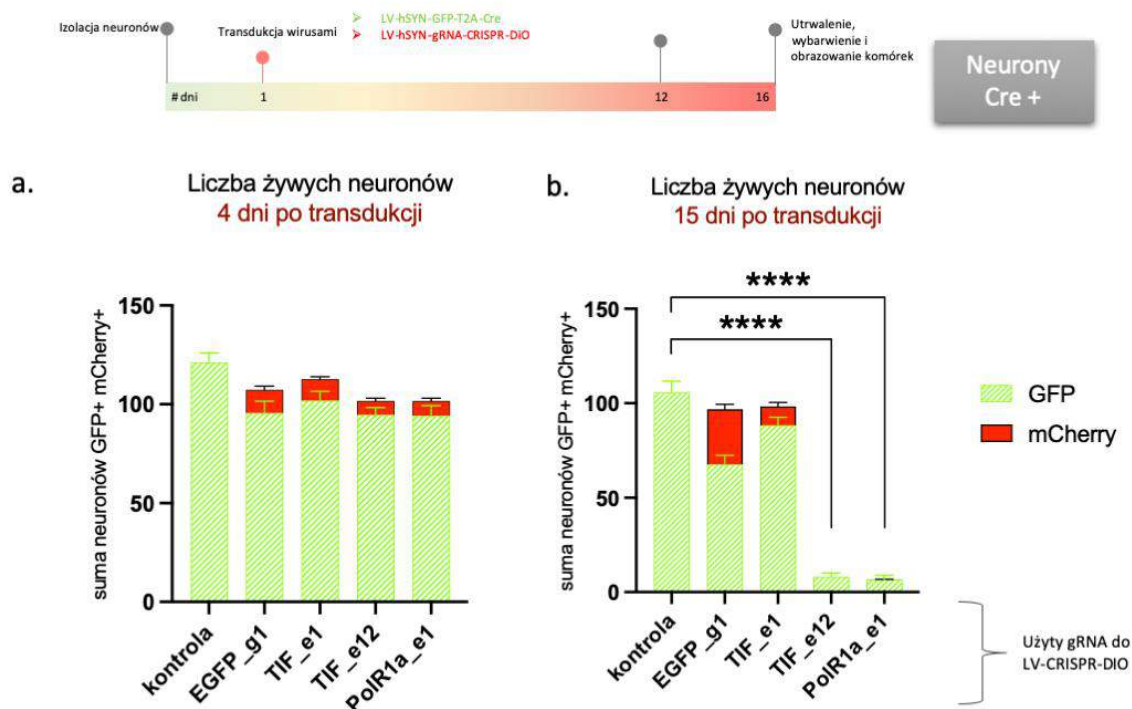 Izolacja neuronów
Transdukcja wirusami
LV-hSYN-GFP-T2A-Cre
LV-hSYN-gRNA-CRISPR-DiO
Utrwalenie,
wybarwienie i
obrazowanie komórek
# dni
1
12
16
Neurony
Cre +
a.
Liczba żywych neuronów
4 dni po transdukcji
suma neuronów GFP+ mCherry+
150
100
50
0
kontrola
EGFP_g1
TIF_e1
TIF_e12
PolR1a_e1
b.
Liczba żywych neuronów
15 dni po transdukcji
suma neuronów GFP+ mCherry+
150
100
50
0
****
****
kontrola
EGFP_g1
TIF_e1
TIF_e12
PolR1a_e1
GFP
mCherry
Użyty gRNA do
LV-CRISPR-DIO